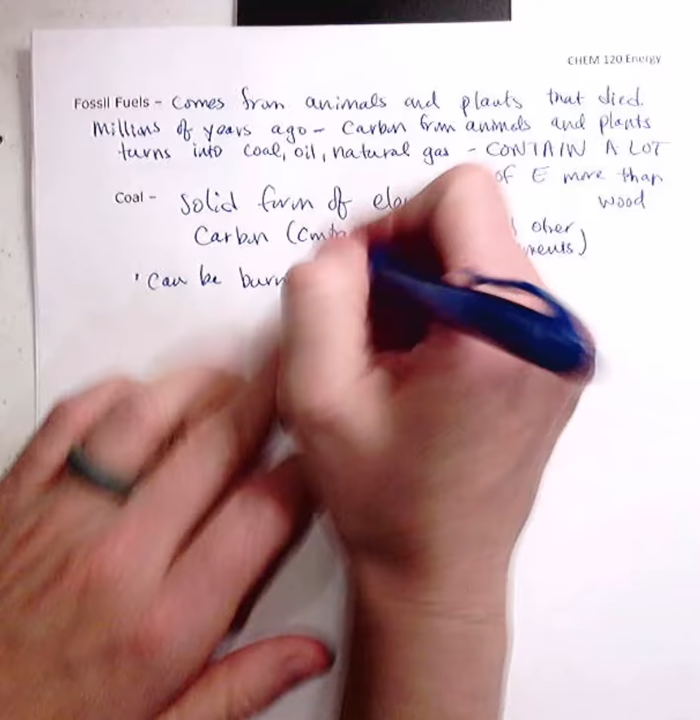 CHEM 120 Energy
Fossil Fuels - Comes from animals and plants that died
Millions of years ago - Carbon from animals and plants
turns into coal, oil, natural gas - CONTAIN A LOT
of E more than
wood
Coal - Solid form of
other
Carbon
• Can be